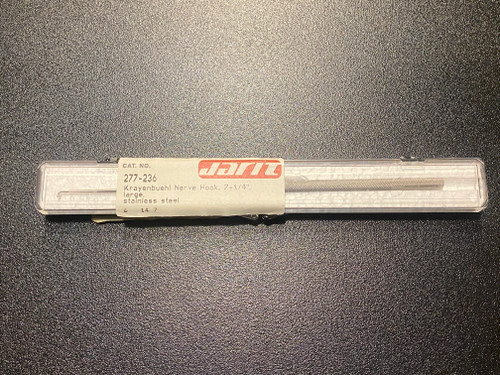 Jarit
CAT. NO.
277-236
Krayenbuehl Nerve Hook, 7-1/4",
large,
stainless steel